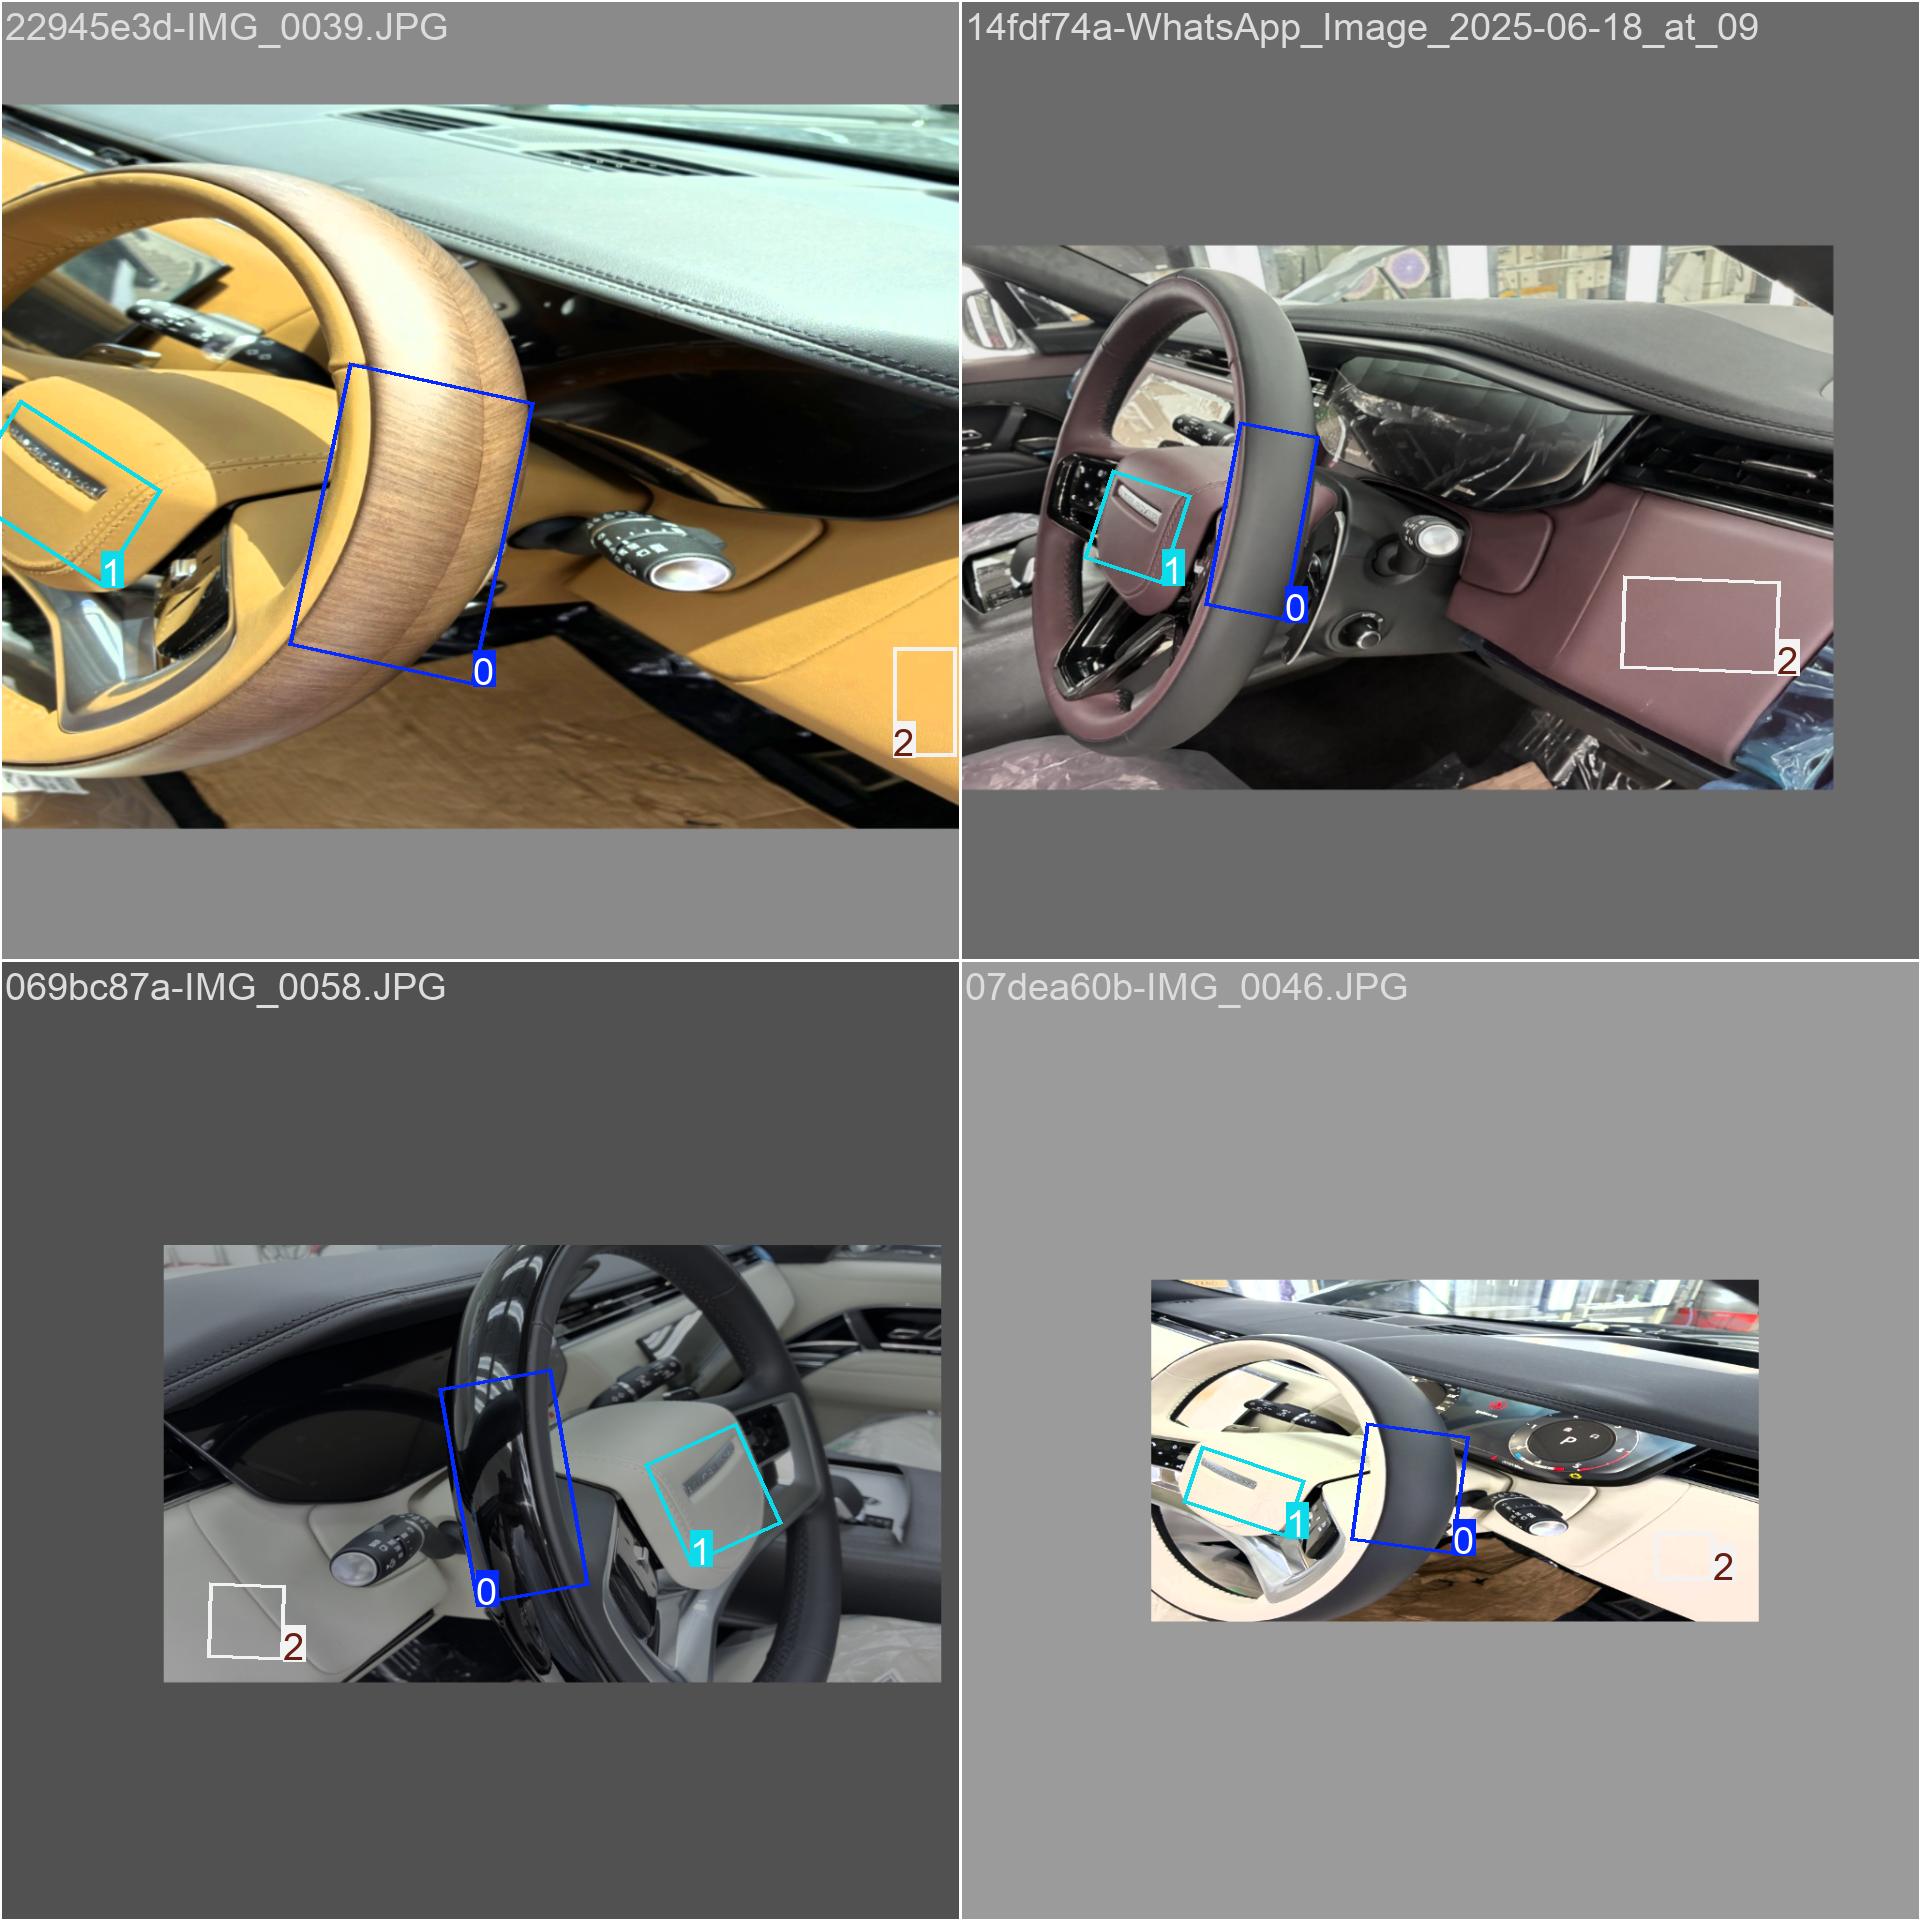 22945e3d-IMG_0039.JPG
14fdf74a-WhatsApp_Image_2025-06-18_at_09
1
0
2
1
0
2
069bc87a-IMG_0058.JPG
07dea60b-IMG_0046.JPG
P
1
0
2
1
0
2